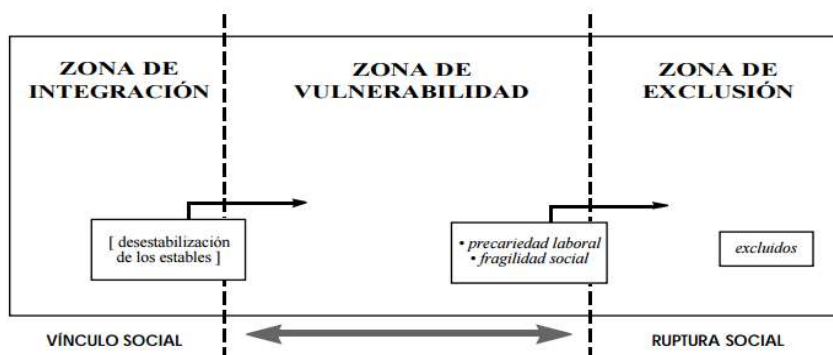 ZONA DE
INTEGRACIÓN
ZONA DE
VULNERABILIDAD
ZONA DE
EXCLUSIÓN
[ desestabilización
de los estables ]
• precariedad laboral
• fragilidad social
excluidos
VÍNCULO SOCIAL
RUPTURA SOCIAL